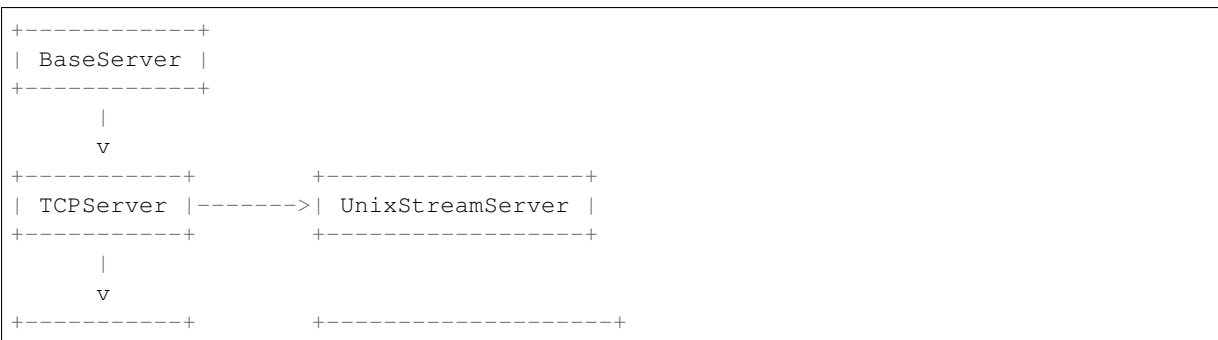 +------------+
| BaseServer |
+------------+
      |
      v
+-----------+        +------------------+
| TCPServer |------->| UnixStreamServer |
+-----------+        +------------------+
      |
      v
+-----------+        +--------------------+